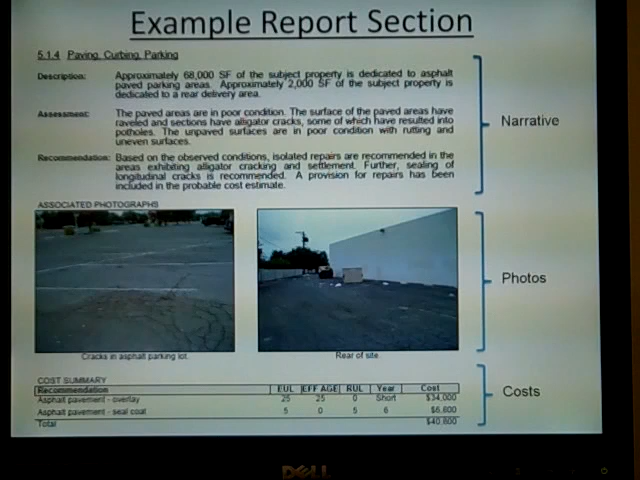 Example Report Section
5.1.4 Paving, Curbing, Parking
Description: Approximately 68,000 SF of the subject property is dedicated to asphalt
paved parking areas. Approximately 2,000 SF of the subject property is
dedicated to a rear delivery area.
Assessment: The paved areas are in poor condition. The surface of the paved areas have
raveled and sections have alligator cracks, some of which have resulted into
potholes. The unpaved surfaces are in poor condition with rutting and
uneven surfaces.
Narrative
Recommendation: Based on the observed conditions, isolated repairs are recommended in the
areas exhibiting alligator cracking and settlement. Further, sealing of
longitudinal cracks is recommended. A provision for repairs has been
included in the probable cost estimate.
ASSOCIATED PHOTOGRAPHS
Photos
Cracks in asphalt parking lot
Rear of site
COST SUMMARY
Recommendation EUL EFF AGE RUL Year Cost
Asphalt pavement - overlay 25 25 0 Short $34,000
Asphalt pavement - seal coat 5 0 5 6 $6,800
Total $40,800
Costs
DELL